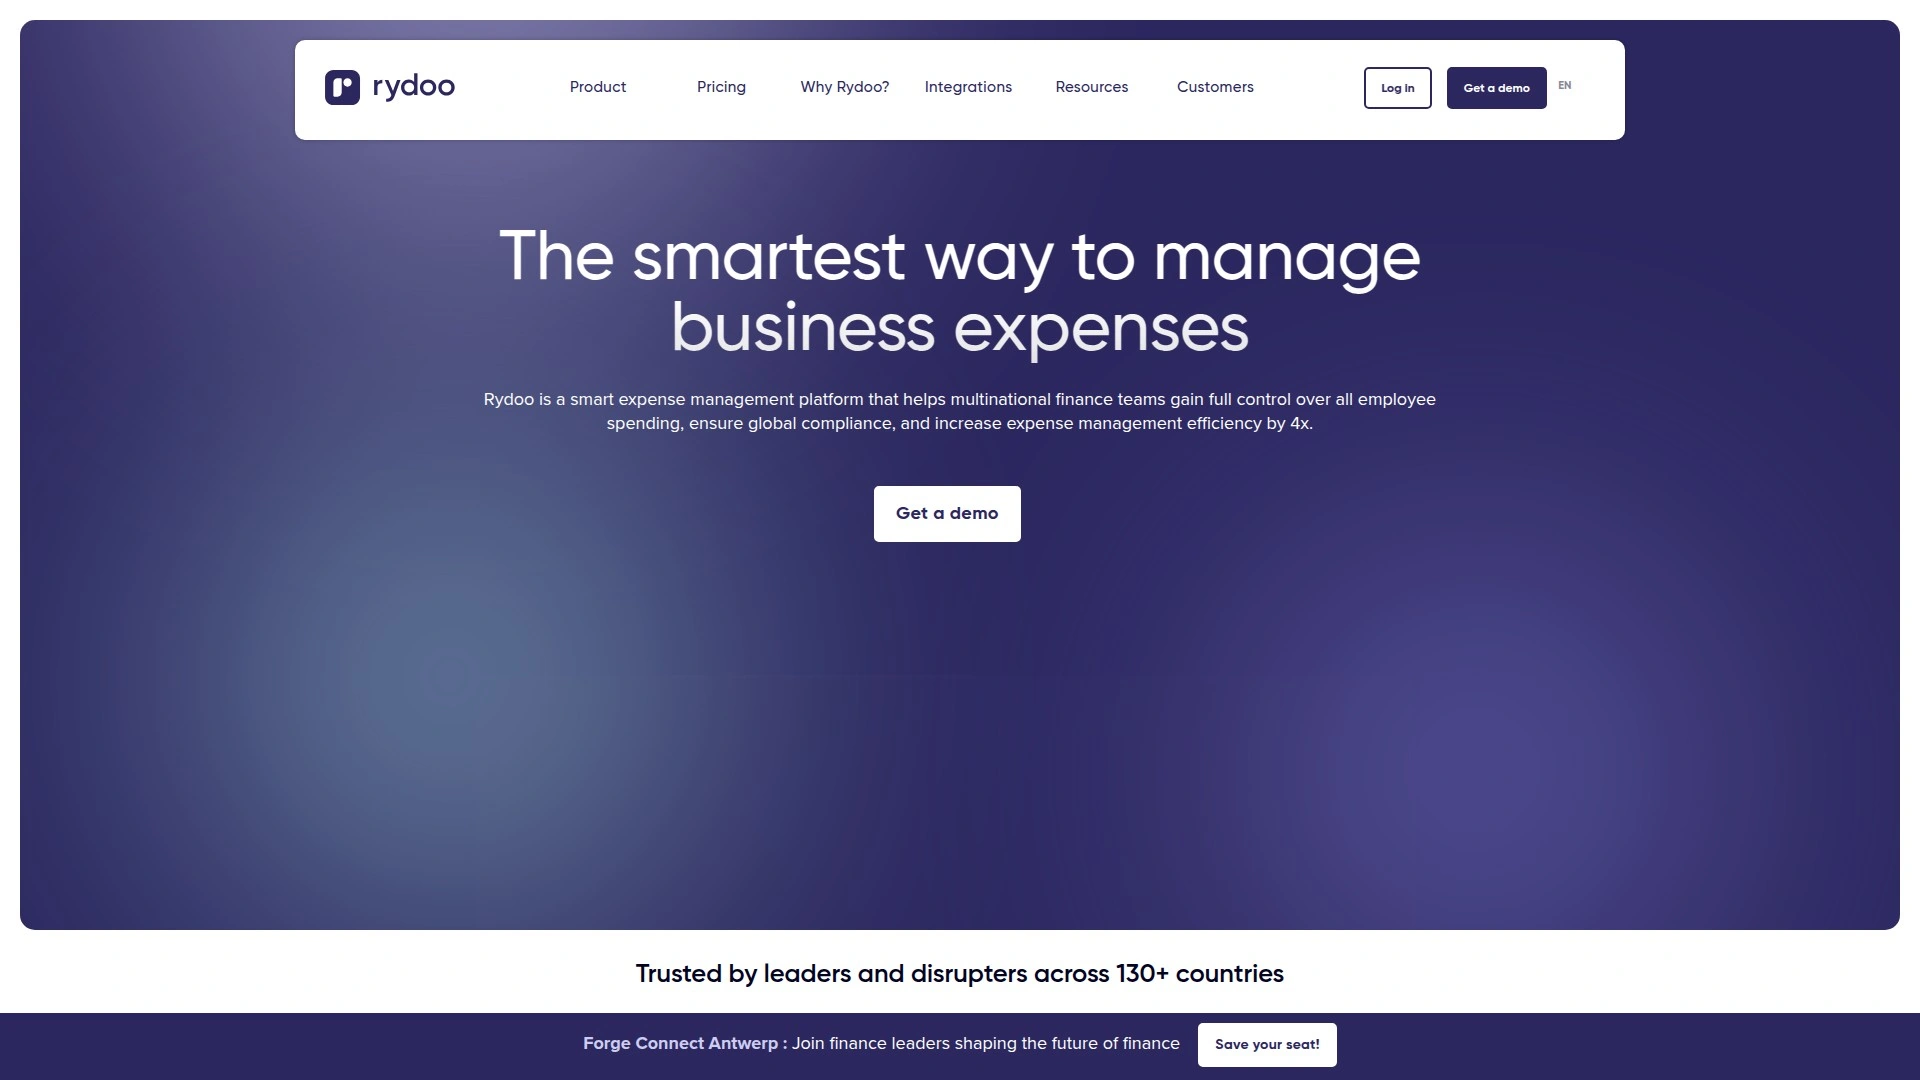 rydoo
Product
Pricing
Why Rydoo?
Integrations
Resources
Customers
Log In
Get a demo
EN
The smartest way to manage
business expenses
Rydoo is a smart expense management platform that helps multinational finance teams gain full control over all employee
spending, ensure global compliance, and increase expense management efficiency by 4x.
Get a demo
Trusted by leaders and disrupters across 130+ countries
Forge Connect Antwerp : Join finance leaders shaping the future of finance
Save your seat!